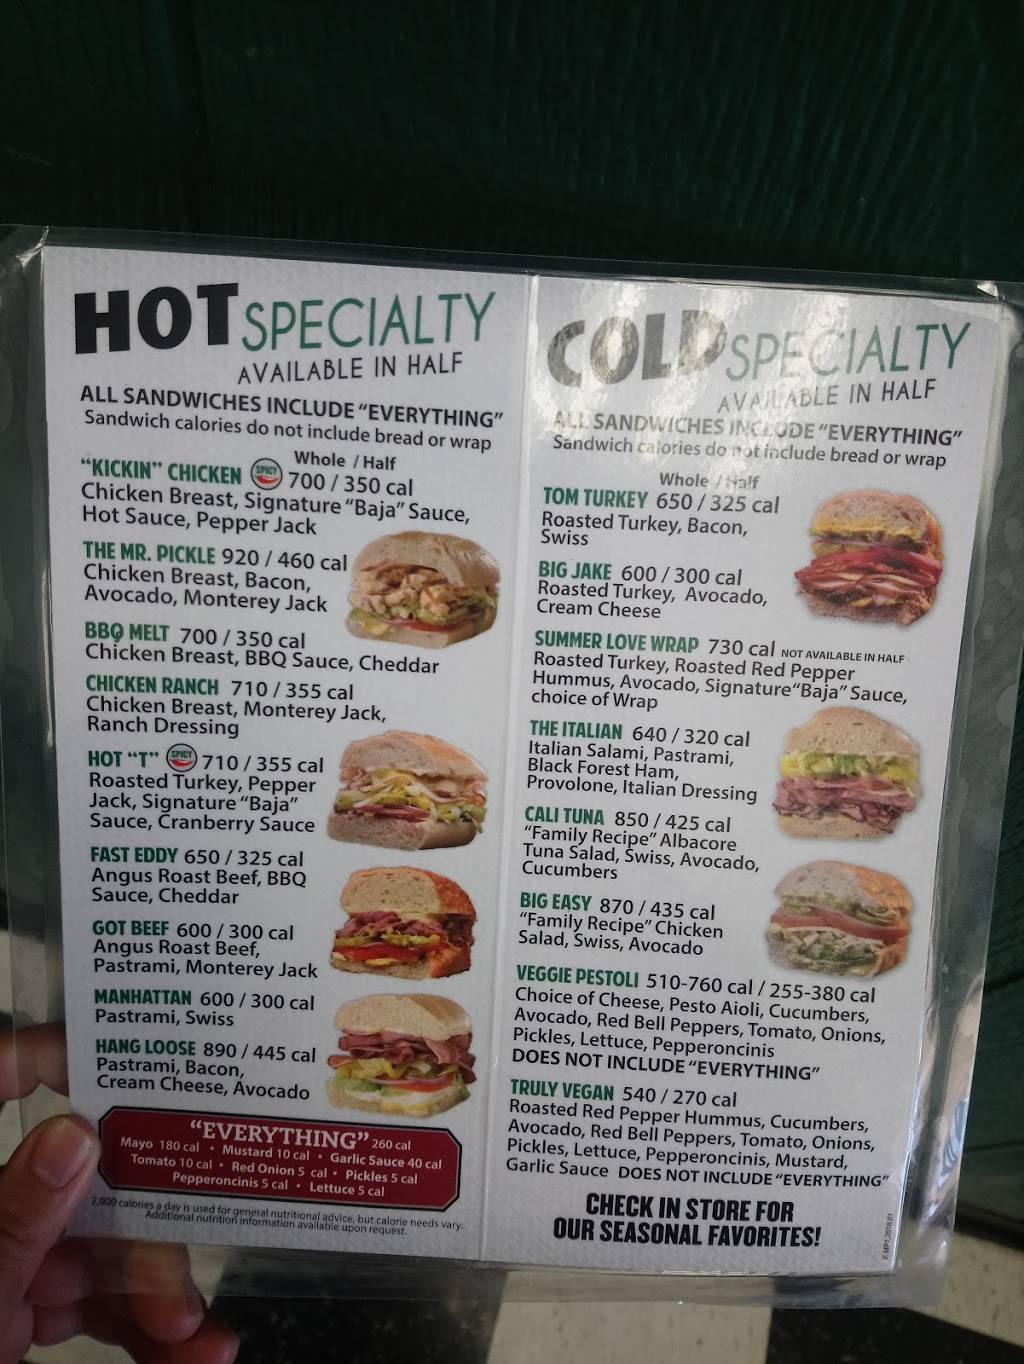 HOT SPECIALTY
AVAILABLE IN HALF
ALL SANDWICHES INCLUDE "EVERYTHING"
Sandwich calories do not include bread or wrap
Whole / Half
"KICKIN" CHICKEN SPICY 700 / 350 cal
Chicken Breast, Signature "Baja" Sauce,
Hot Sauce, Pepper Jack
THE MR. PICKLE 920 / 460 cal
Chicken Breast, Bacon,
Avocado, Monterey Jack
BBQ MELT 700 / 350 cal
Chicken Breast, BBQ Sauce, Cheddar
CHICKEN RANCH 710 / 355 cal
Chicken Breast, Monterey Jack,
Ranch Dressing
HOT "T" SPICY 710 / 355 cal
Roasted Turkey, Pepper
Jack, Signature "Baja"
Sauce, Cranberry Sauce
FAST EDDY 650 / 325 cal
Angus Roast Beef, BBQ
Sauce, Cheddar
GOT BEEF 600 / 300 cal
Angus Roast Beef,
Pastrami, Monterey Jack
MANHATTAN 600 / 300 cal
Pastrami, Swiss
HANG LOOSE 890 / 445 cal
Pastrami, Bacon,
Cream Cheese, Avocado
"EVERYTHING" 260 cal
Mayo 180 cal • Mustard 10 cal • Garlic Sauce 40 cal
Tomato 10 cal • Red Onion 5 cal • Pickles 5 cal
Pepperoncinis 5 cal • Lettuce 5 cal
2,000 calories a day is used for general nutritional advice, but calorie needs vary.
Additional nutrition information available upon request.
COLD SPECIALTY
AVAILABLE IN HALF
ALL SANDWICHES INCLUDE "EVERYTHING"
Sandwich calories do not include bread or wrap
Whole / Half
TOM TURKEY 650 / 325 cal
Roasted Turkey, Bacon,
Swiss
BIG JAKE 600 / 300 cal
Roasted Turkey, Avocado,
Cream Cheese
SUMMER LOVE WRAP 730 cal NOT AVAILABLE IN HALF
Roasted Turkey, Roasted Red Pepper
Hummus, Avocado, Signature "Baja" Sauce,
choice of Wrap
THE ITALIAN 640 / 320 cal
Italian Salami, Pastrami,
Black Forest Ham,
Provolone, Italian Dressing
CALI TUNA 850 / 425 cal
"Family Recipe" Albacore
Tuna Salad, Swiss, Avocado,
Cucumbers
BIG EASY 870 / 435 cal
"Family Recipe" Chicken
Salad, Swiss, Avocado
VEGGIE PESTOLI 510-760 cal / 255-380 cal
Choice of Cheese, Pesto Aioli, Cucumbers,
Avocado, Red Bell Peppers, Tomato, Onions,
Pickles, Lettuce, Pepperoncinis
DOES NOT INCLUDE "EVERYTHING"
TRULY VEGAN 540 / 270 cal
Roasted Red Pepper Hummus, Cucumbers,
Avocado, Red Bell Peppers, Tomato, Onions,
Pickles, Lettuce, Pepperoncinis, Mustard,
Garlic Sauce DOES NOT INCLUDE "EVERYTHING"
CHECK IN STORE FOR
OUR SEASONAL FAVORITES!